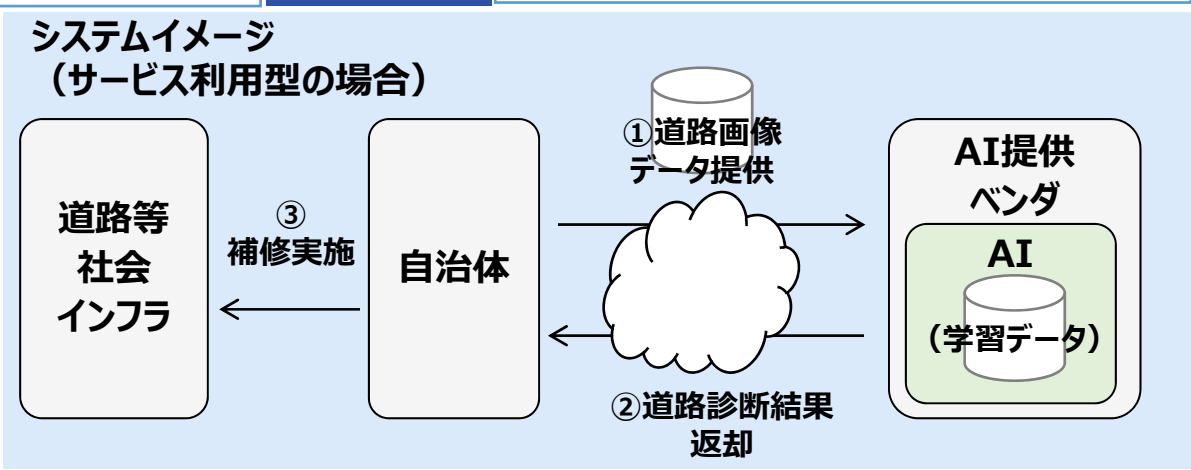 システムイメージ
（サービス利用型の場合）
道路等
社会
インフラ
③
補修実施
自治体
①道路画像
データ提供
②道路診断結果
返却
AI提供
ベンダ
AI
（学習データ）